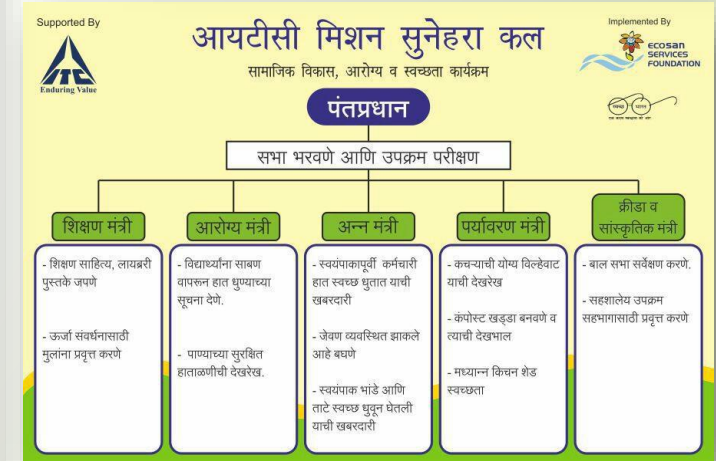 Supported By
ITC
Enduring Value
आयटीसी मिशन सुनेहरा कल
सामाजिक विकास, आरोग्य व स्वच्छता कार्यक्रम
Implemented By
ecosan
SERVICES
FOUNDATION
स्वच्छ भारत
पंतप्रधान
सभा भरवणे आणि उपक्रम परीक्षण
शिक्षण मंत्री
- शिक्षण साहित्य, लायब्ररी
पुस्तके जपणे
- ऊर्जा संवर्धनासाठी
मुलांना प्रवृत्त करणे
आरोग्य मंत्री
- विद्यार्थ्यांना साबण
वापरून हात धुण्याच्या
सूचना देणे.
- पाण्याच्या सुरक्षित
हाताळणीची देखरेख.
अन्न मंत्री
- स्वयंपाकापूर्वी कर्मचारी
हात स्वच्छ धुतात याची
खबरदारी
- जेवण व्यवस्थित झाकले
आहे बघणे
- स्वयंपाक भांडे आणि
ताटे स्वच्छ धुवून घेतली
याची खबरदारी
पर्यावरण मंत्री
- कचऱ्याची योग्य विल्हेवाट
याची देखरेख
- कंपोस्ट खड्डा बनवणे व
त्याची देखभाल
- मध्यान्न किचन शेड
स्वच्छता
क्रीडा व
सांस्कृतिक मंत्री
- बाल सभा सर्वेक्षण करणे.
- सहशालेय उपक्रम
सहभागासाठी प्रवृत्त करणे